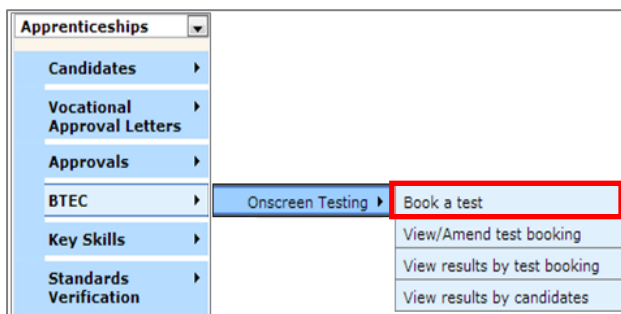 Apprenticeships
Candidates
Vocational
Approval Letters
Approvals
BTEC
Onscreen Testing
Book a test
View/Amend test booking
View results by test booking
View results by candidates
Key Skills
Standards
Verification